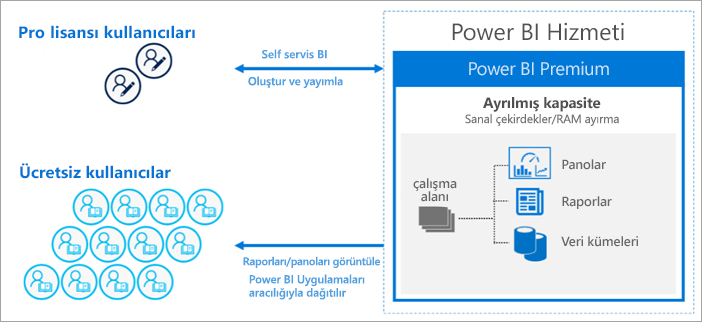 Pro lisansı kullanıcıları
Self servis BI
Oluştur ve yayımla
Ücretsiz kullanıcılar
Raporları/panoları görüntüle
Power BI Uygulamaları
aracılığıyla dağıtılır
Power BI Hizmeti
Power BI Premium
Ayrılmış kapasite
Sanal çekirdekler/RAM ayırma
çalışma
alanı
Panolar
Raporlar
Veri kümeleri